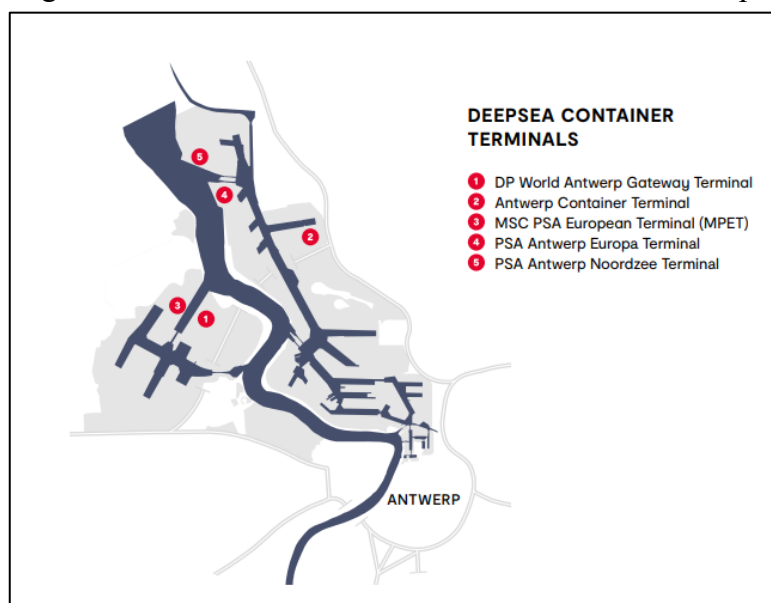 DEEPSEA CONTAINER
TERMINALS
1 DP World Antwerp Gateway Terminal
2 Antwerp Container Terminal
3 MSC PSA European Terminal (MPET)
4 PSA Antwerp Europa Terminal
5 PSA Antwerp Noordzee Terminal
5
4
2
3
1
ANTWERP